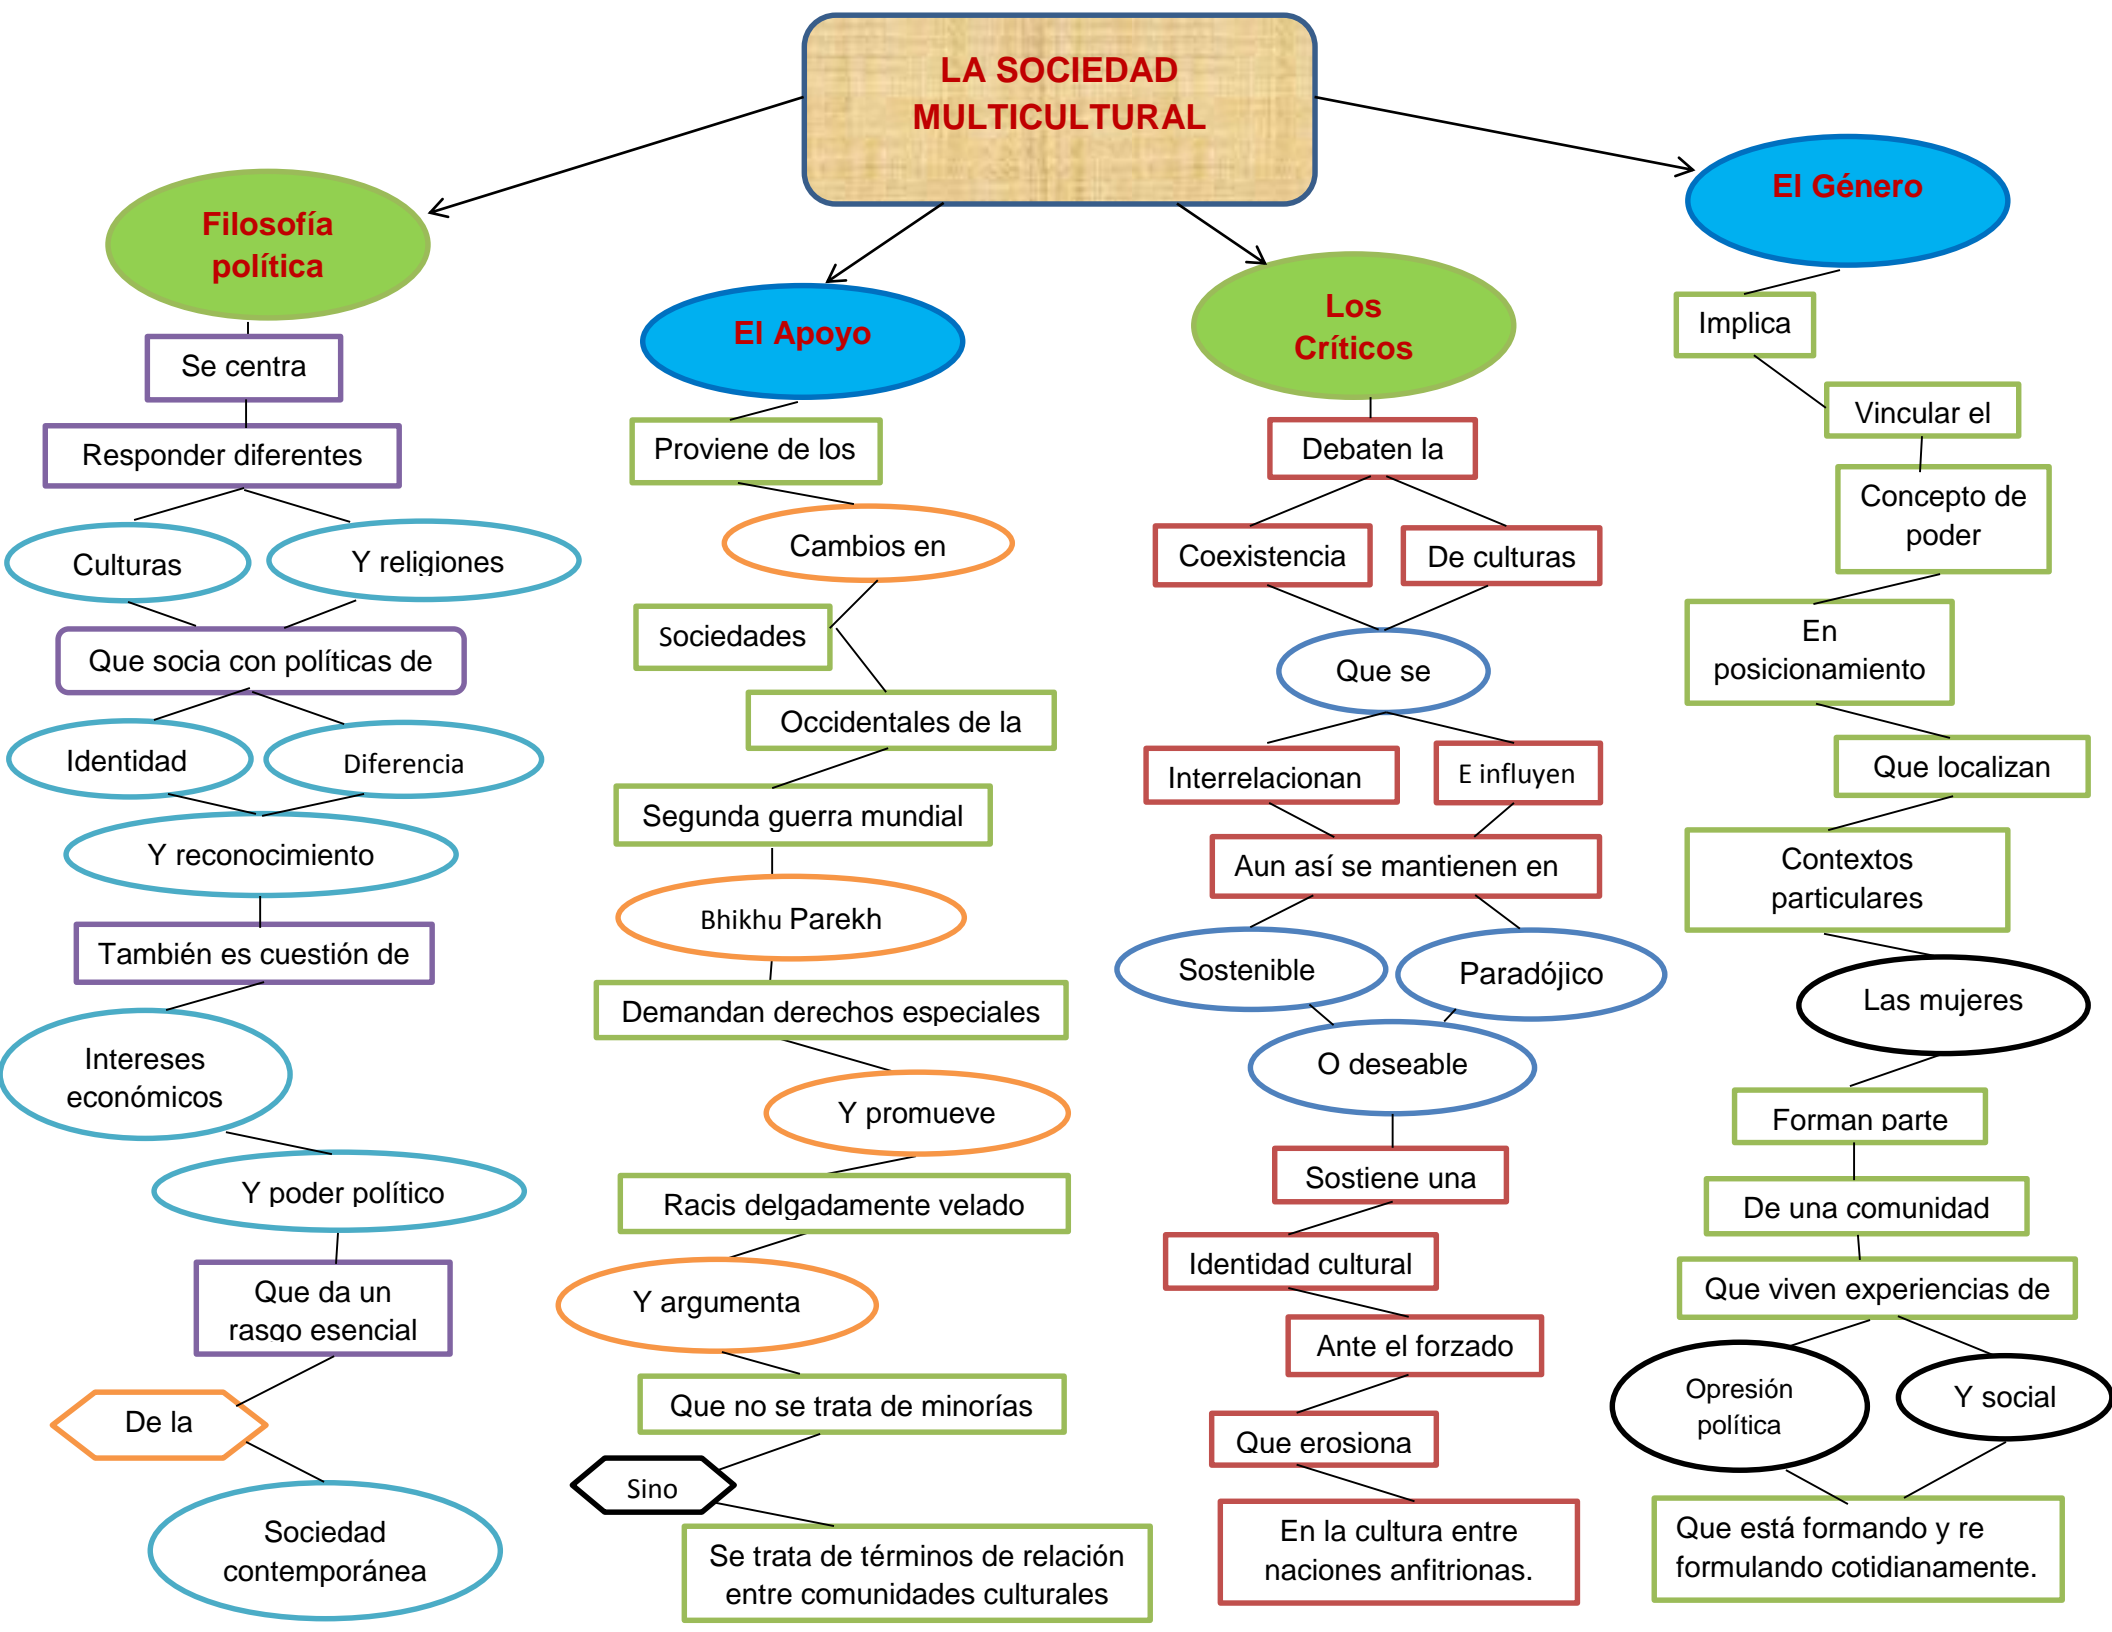 LA SOCIEDAD
MULTICULTURAL
Filosofía
política
Se centra
Responder diferentes
Culturas
Y religiones
Que socia con políticas de
Identidad
Diferencia
Y reconocimiento
También es cuestión de
Intereses
económicos
Y poder político
Que da un
rasgo esencial
De la
Sociedad
contemporánea
El Apoyo
Proviene de los
Cambios en
Sociedades
Occidentales de la
Segunda guerra mundial
Bhikhu Parekh
Demandan derechos especiales
Y promueve
Racis delgadamente velado
Y argumenta
Que no se trata de minorías
Sino
Se trata de términos de relación
entre comunidades culturales
Los
Críticos
Debaten la
Coexistencia
De culturas
Que se
Interrelacionan
E influyen
Aun así se mantienen en
Sostenible
Paradójico
O deseable
Sostiene una
Identidad cultural
Ante el forzado
Que erosiona
En la cultura entre
naciones anfitrionas.
El Género
Implica
Vincular el
Concepto de
poder
En
posicionamiento
Que localizan
Contextos
particulares
Las mujeres
Forman parte
De una comunidad
Que viven experiencias de
Opresión
política
Y social
Que está formando y re
formulando cotidianamente.